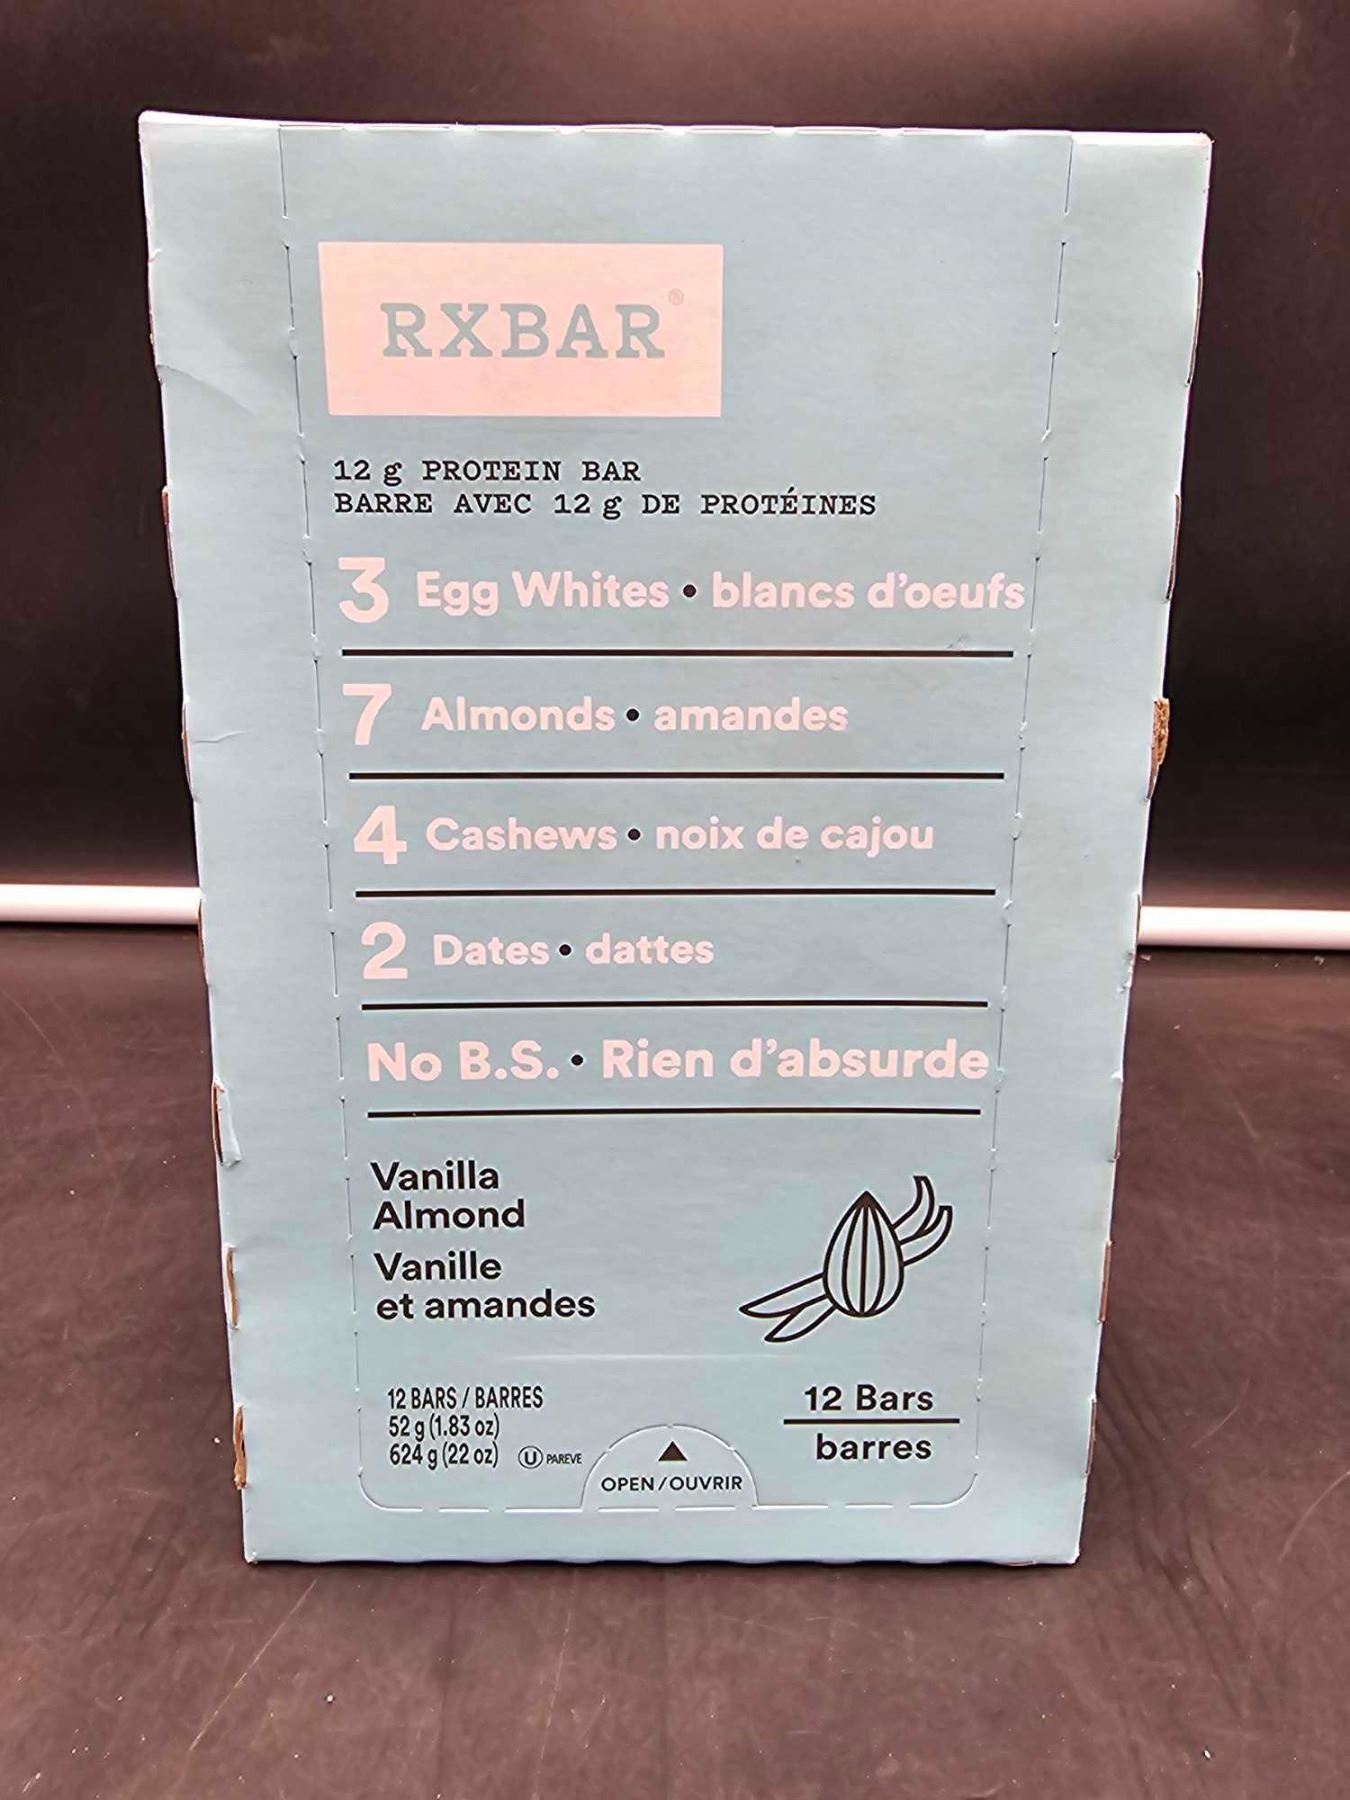 RXBAR®
12 g PROTEIN BAR
BARRE AVEC 12 g DE PROTÉINES
3 Egg Whites • blancs d'oeufs
7 Almonds • amandes
4 Cashews • noix de cajou
2 Dates • dattes
No B.S. • Rien d'absurde
Vanilla
Almond
Vanille
et amandes
12 BARS / BARRES
52 g (1.83 oz)
624 g (22 oz) U PAREVE
OPEN/OUVRIR
12 Bars
barres